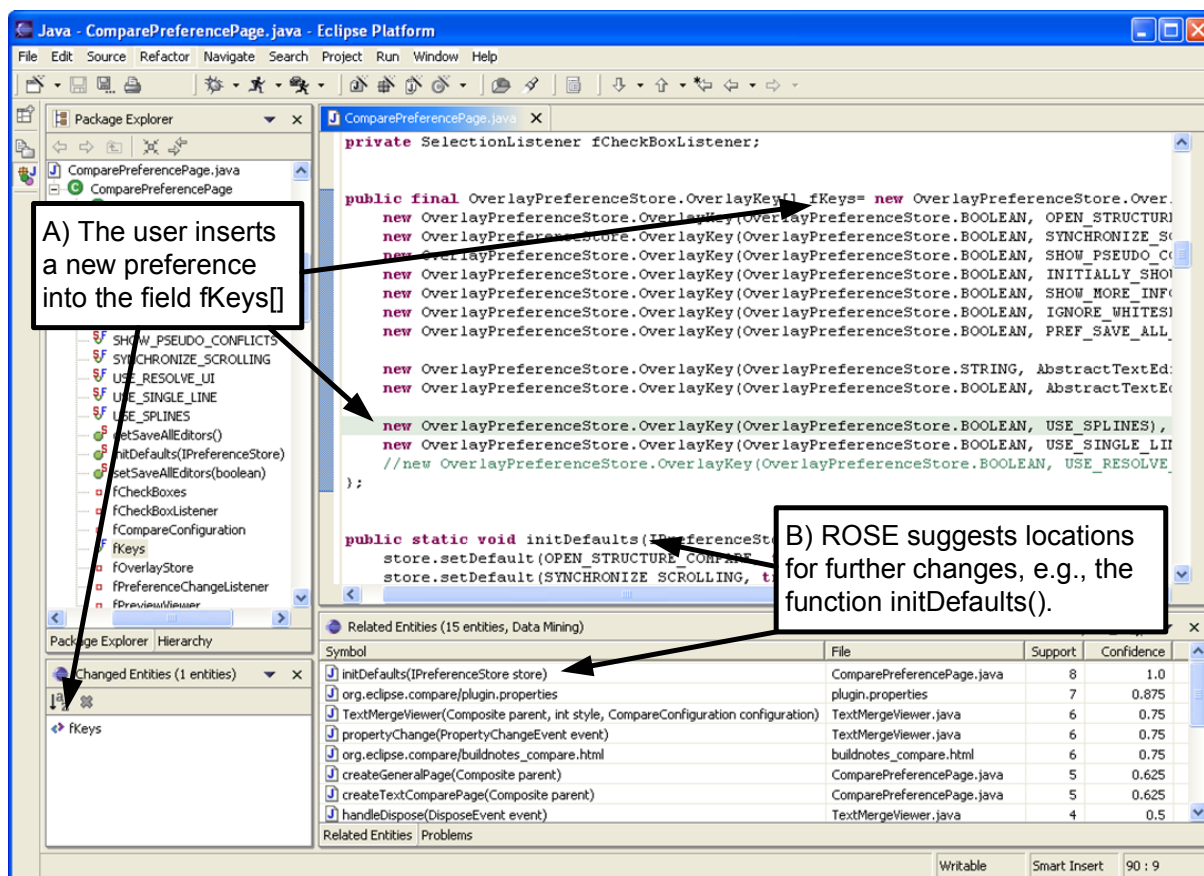 Java - ComparePreferencePage.java - Eclipse Platform
File Edit Source Refactor Navigate Search Project Run Window Help
Package Explorer
ComparePreferencePage.java
ComparePreferencePage
A) The user inserts
a new preference
into the field fKeys[]
SHOW_PSEUDO_CONFLICTS
SYNCHRONIZE_SCROLLING
USE_RESOLVE_UI
USE_SINGLE_LINE
USE_SPLINES
getSaveAllEditors()
initDefaults(IPreferenceStore)
setSaveAllEditors(boolean)
fCheckBoxes
fCheckBoxListener
fCompareConfiguration
fKeys
fOverlayStore
fPreferenceChangeListener
fPreviewViewer
Package Explorer Hierarchy
Changed Entities (1 entities)
fKeys
ComparePreferencePage.java
private SelectionListener fCheckBoxListener;
public final OverlayPreferenceStore.OverlayKey[] fKeys= new OverlayPreferenceStore.Over
new OverlayPreferenceStore.OverlayKey(OverlayPreferenceStore.BOOLEAN, OPEN_STRUCTUR
new OverlayPreferenceStore.OverlayKey(OverlayPreferenceStore.BOOLEAN, SYNCHRONIZE_SC
new OverlayPreferenceStore.OverlayKey(OverlayPreferenceStore.BOOLEAN, SHOW_PSEUDO_CO
new OverlayPreferenceStore.OverlayKey(OverlayPreferenceStore.BOOLEAN, INITIALLY_SHOW
new OverlayPreferenceStore.OverlayKey(OverlayPreferenceStore.BOOLEAN, SHOW_MORE_INF
new OverlayPreferenceStore.OverlayKey(OverlayPreferenceStore.BOOLEAN, IGNORE_WHITES
new OverlayPreferenceStore.OverlayKey(OverlayPreferenceStore.BOOLEAN, PREF_SAVE_ALL_
new OverlayPreferenceStore.OverlayKey(OverlayPreferenceStore.STRING, AbstractTextEd
new OverlayPreferenceStore.OverlayKey(OverlayPreferenceStore.BOOLEAN, AbstractTextEd
new OverlayPreferenceStore.OverlayKey(OverlayPreferenceStore.BOOLEAN, USE_SPLINES),
new OverlayPreferenceStore.OverlayKey(OverlayPreferenceStore.BOOLEAN, USE_SINGLE_LIN
//new OverlayPreferenceStore.OverlayKey(OverlayPreferenceStore.BOOLEAN, USE_RESOLVE_
};
public static void initDefaults(IPreferenceSto
store.setDefault(OPEN_STRUCTURE_COMPARE,
store.setDefault(SYNCHRONIZE_SCROLLING, t
B) ROSE suggests locations
for further changes, e.g., the
function initDefaults().
Related Entities (15 entities, Data Mining)
Symbol File Support Confidence
initDefaults(IPreferenceStore store) ComparePreferencePage.java 8 1.0
org.eclipse.compare/plugin.properties plugin.properties 7 0.875
TextMergeViewer(Composite parent, int style, CompareConfiguration configuration) TextMergeViewer.java 6 0.75
propertyChange(PropertyChangeEvent event) TextMergeViewer.java 6 0.75
org.eclipse.compare/buildnotes_compare.html buildnotes_compare.html 6 0.75
createGeneralPage(Composite parent) ComparePreferencePage.java 5 0.625
createTextComparePage(Composite parent) ComparePreferencePage.java 5 0.625
handleDispose(DisposeEvent event) TextMergeViewer.java 4 0.5
Related Entities Problems
Writable Smart Insert 90 : 9